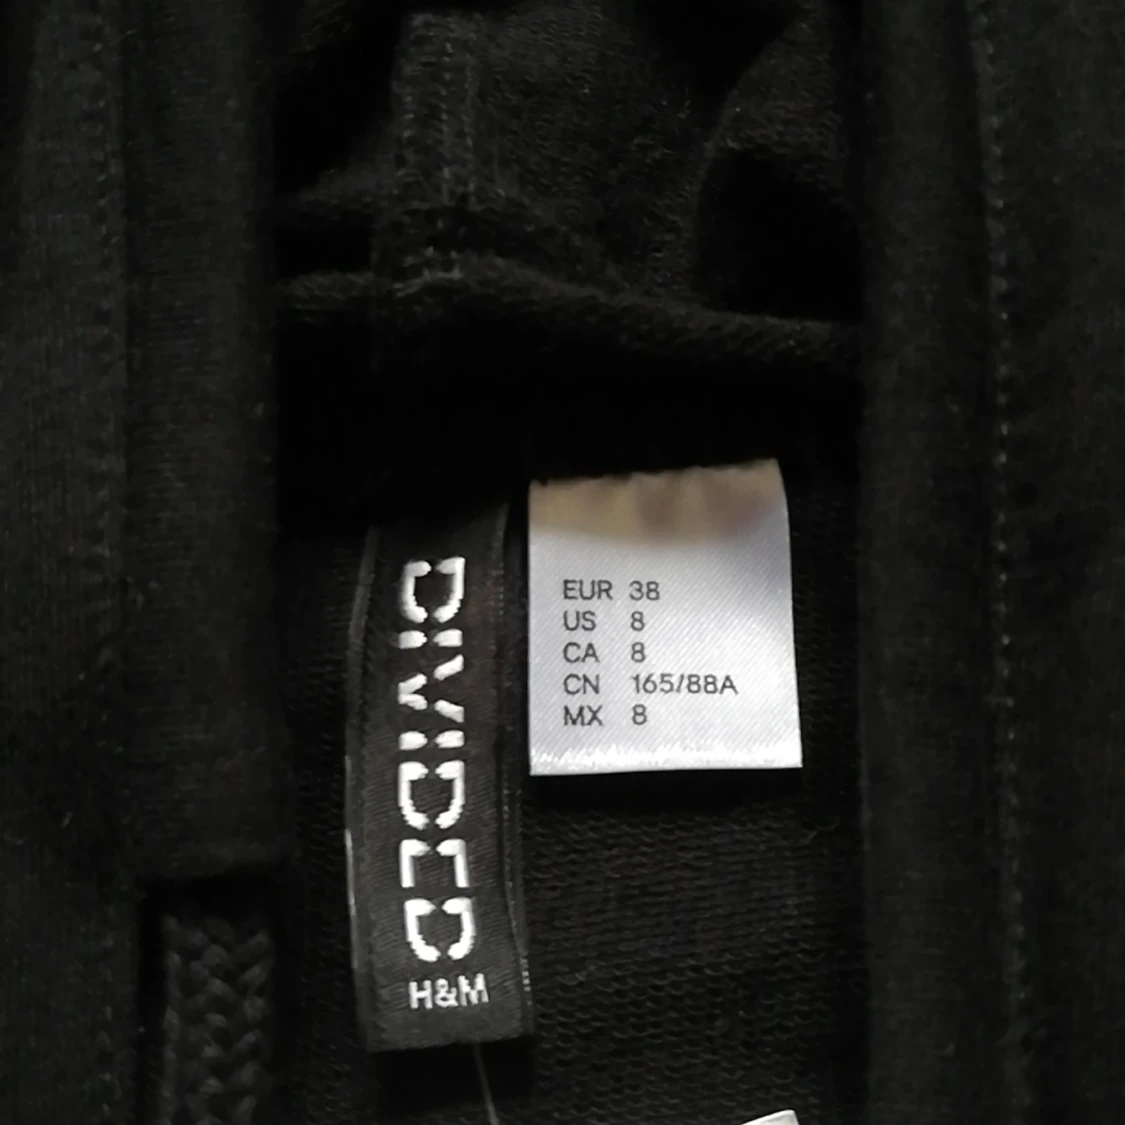 DIVIDED
H&M
EUR 38
US 8
CA 8
CN 165/88A
MX 8